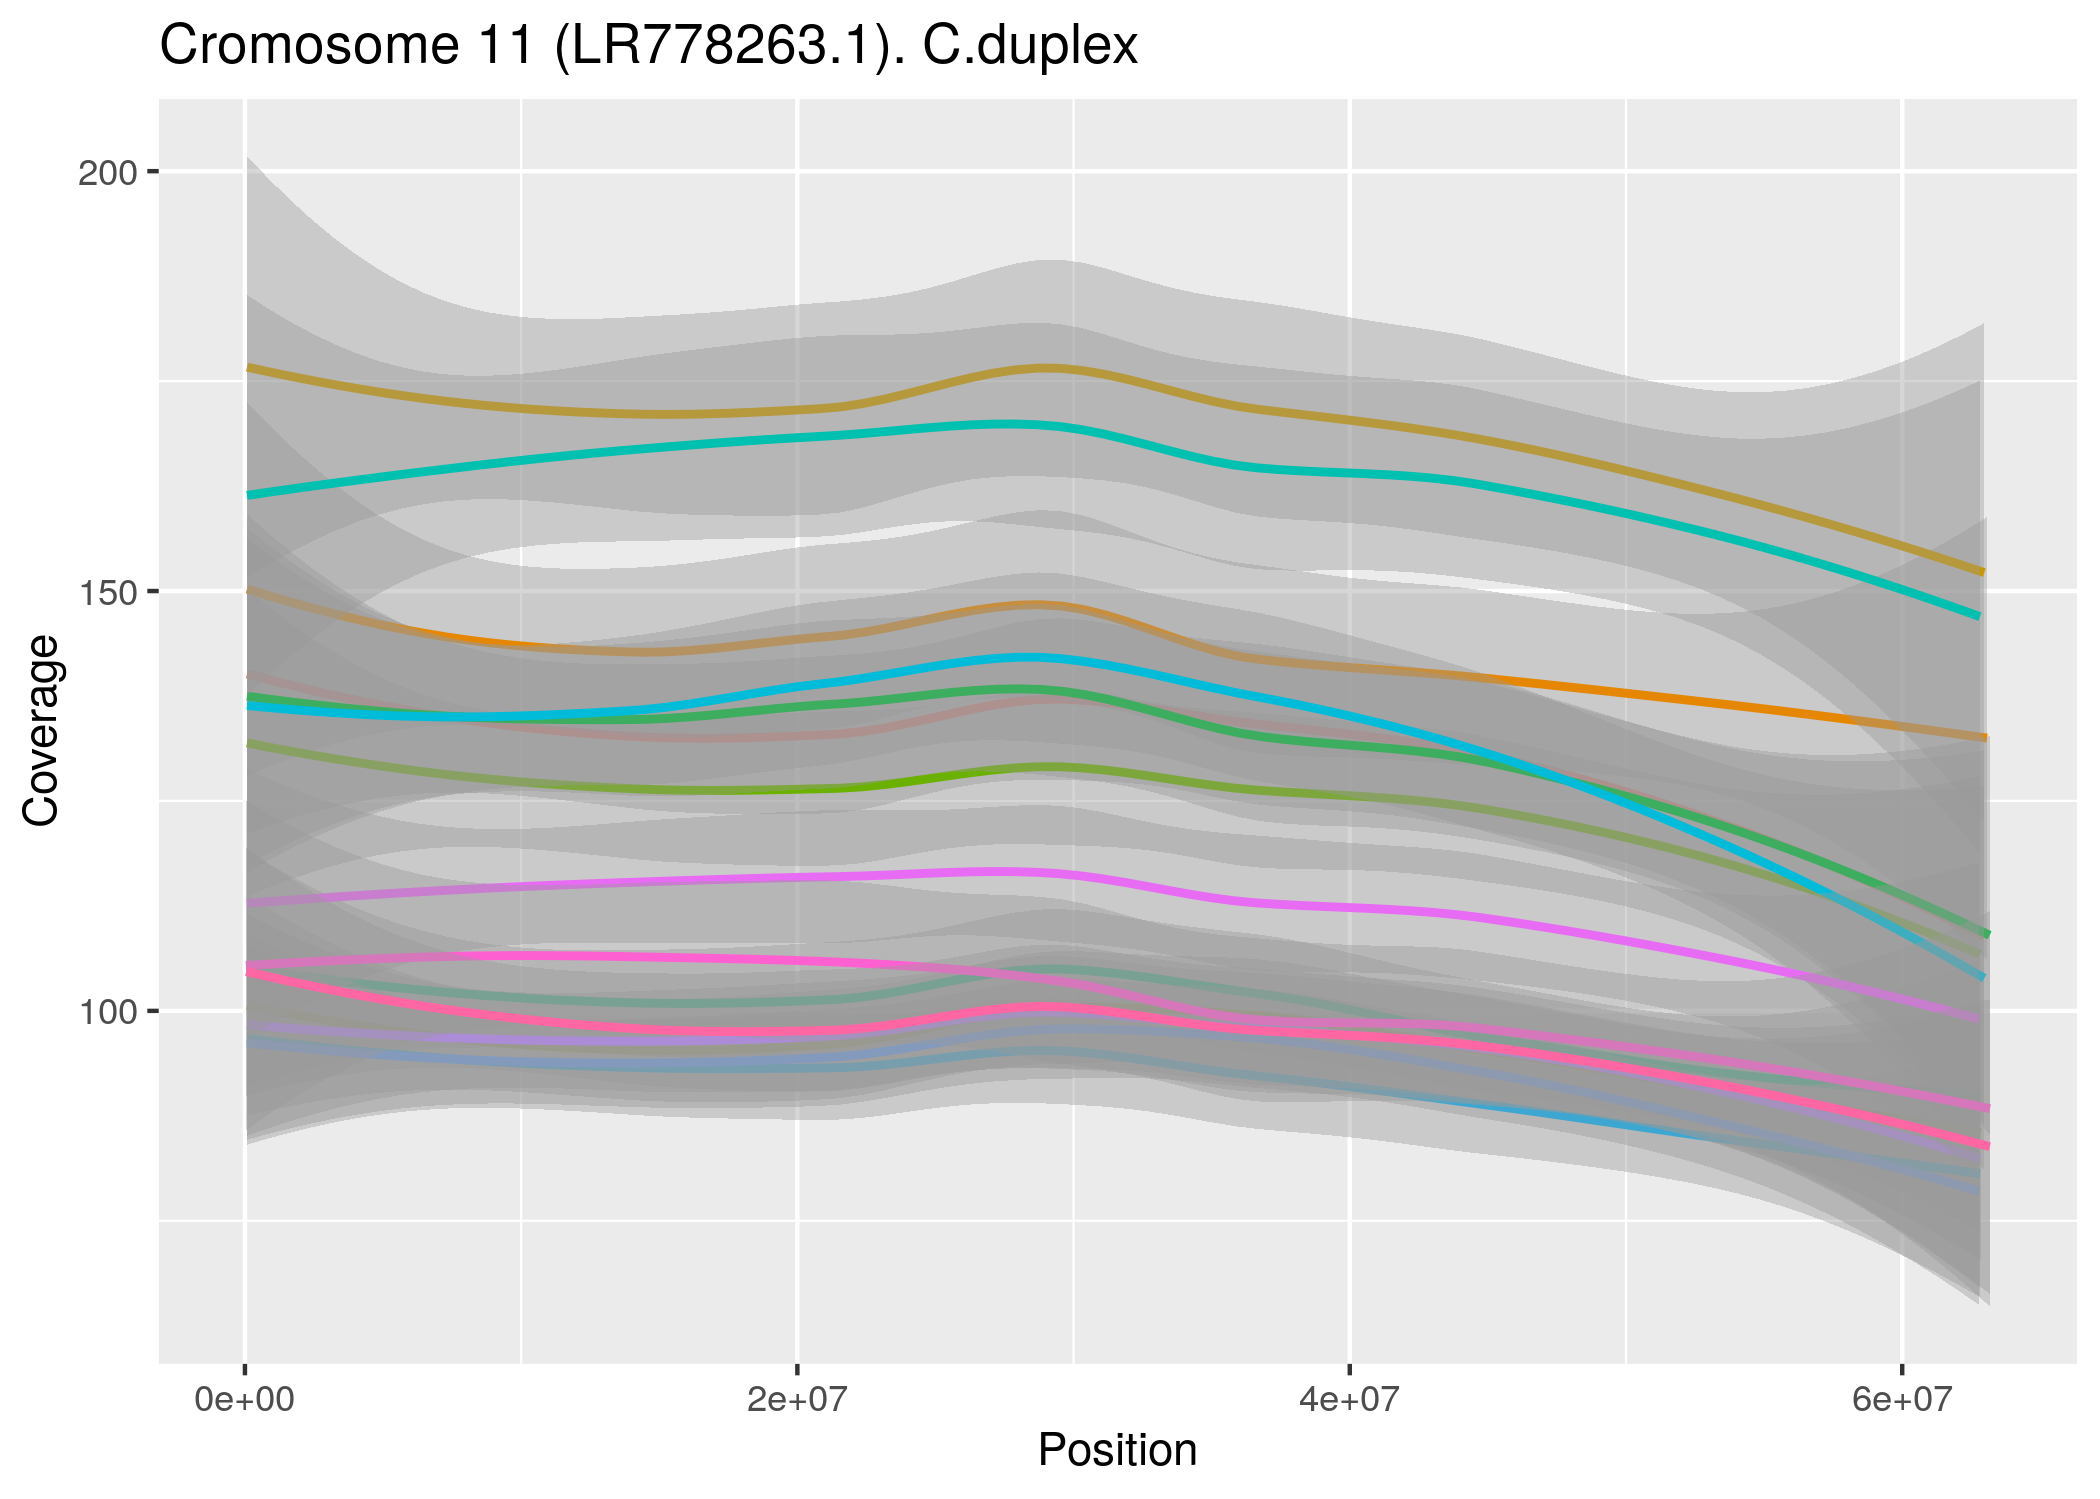 Cromosome 11 (LR778263.1). C.duplex
200
150
100
Coverage
0e+00 2e+07 4e+07 6e+07
Position